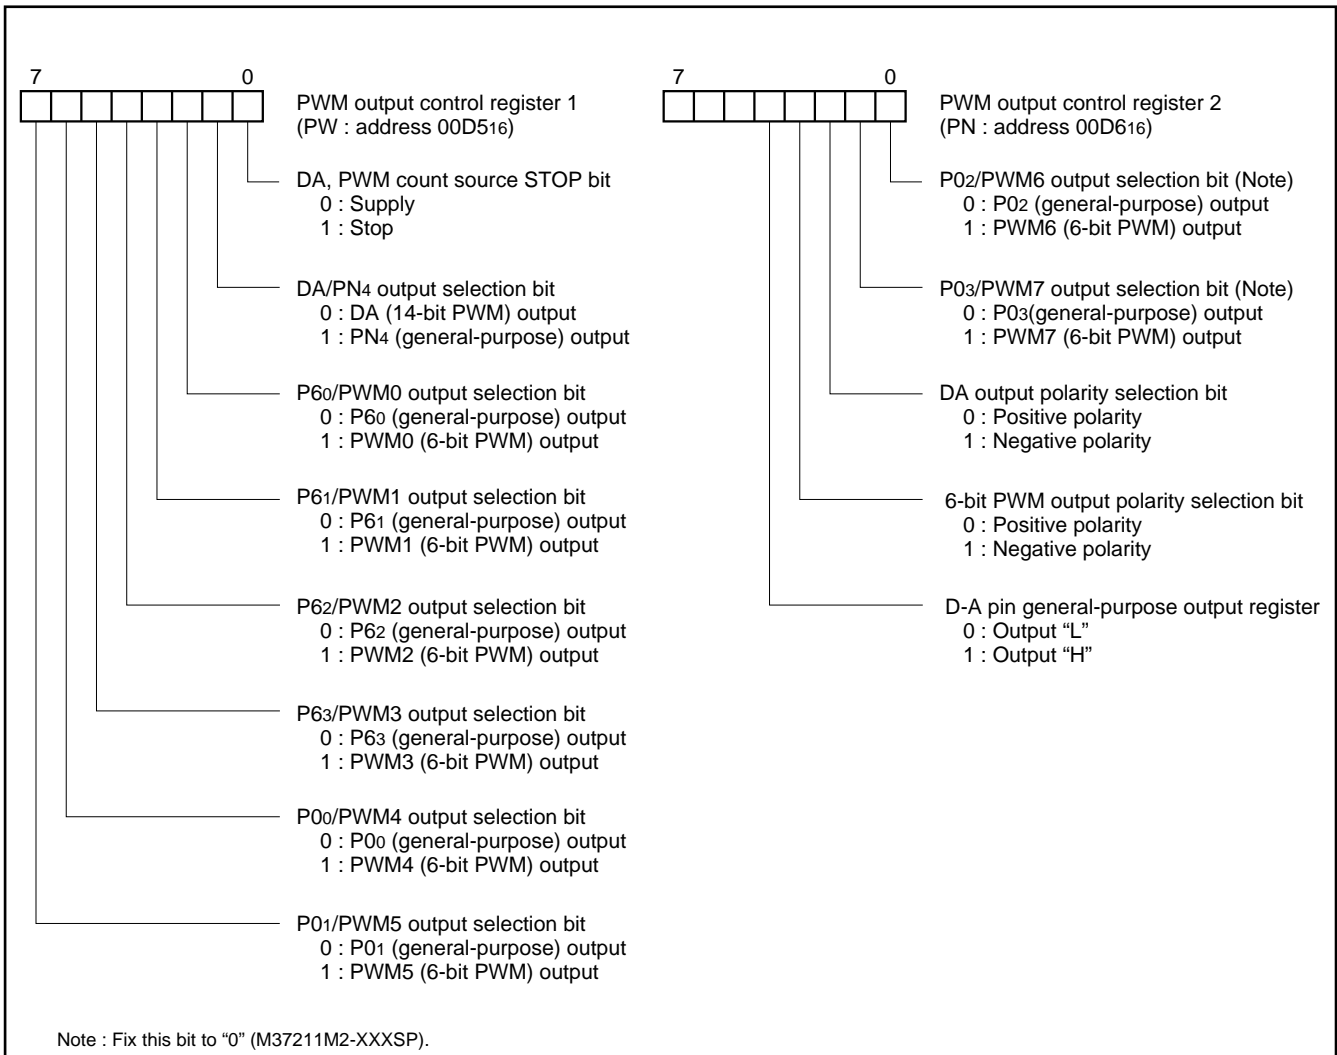 7 0
PWM output control register 1
(PW : address 00D516)
DA, PWM count source STOP bit
0 : Supply
1 : Stop
DA/PN4 output selection bit
0 : DA (14-bit PWM) output
1 : PN4 (general-purpose) output
P60/PWM0 output selection bit
0 : P60 (general-purpose) output
1 : PWM0 (6-bit PWM) output
P61/PWM1 output selection bit
0 : P61 (general-purpose) output
1 : PWM1 (6-bit PWM) output
P62/PWM2 output selection bit
0 : P62 (general-purpose) output
1 : PWM2 (6-bit PWM) output
P63/PWM3 output selection bit
0 : P63 (general-purpose) output
1 : PWM3 (6-bit PWM) output
P00/PWM4 output selection bit
0 : P00 (general-purpose) output
1 : PWM4 (6-bit PWM) output
P01/PWM5 output selection bit
0 : P01 (general-purpose) output
1 : PWM5 (6-bit PWM) output
7 0
PWM output control register 2
(PN : address 00D616)
P02/PWM6 output selection bit (Note)
0 : P02 (general-purpose) output
1 : PWM6 (6-bit PWM) output
P03/PWM7 output selection bit (Note)
0 : P03(general-purpose) output
1 : PWM7 (6-bit PWM) output
DA output polarity selection bit
0 : Positive polarity
1 : Negative polarity
6-bit PWM output polarity selection bit
0 : Positive polarity
1 : Negative polarity
D-A pin general-purpose output register
0 : Output “L”
1 : Output “H”
Note : Fix this bit to “0” (M37211M2-XXXSP).